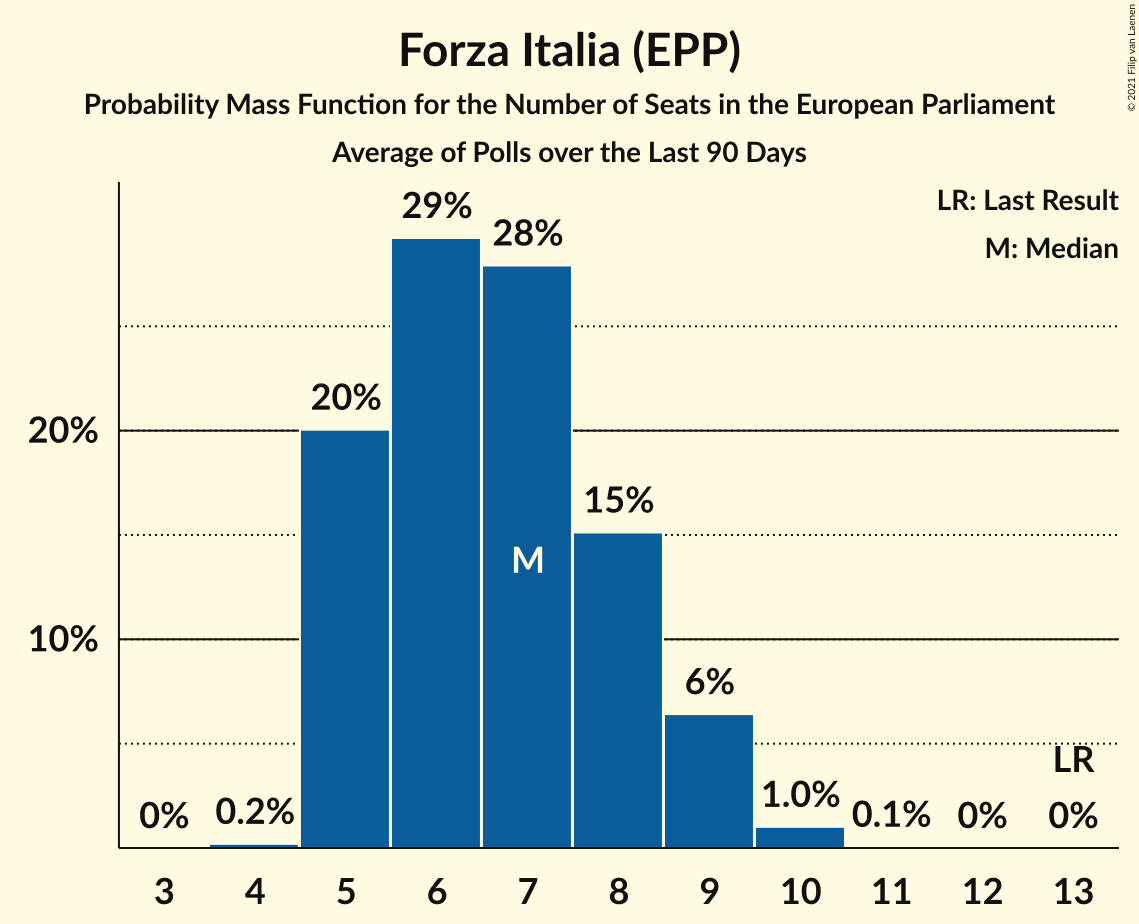 Forza Italia (EPP)
Probability Mass Function for the Number of Seats in the European Parliament
Average of Polls over the Last 90 Days
© 2021 Filip van Laenen
LR: Last Result
M: Median
29%
28%
20%
20%
15%
M
10%
6%
LR
0%
0.2%
1.0%
0.1%
0%
0%
3 4 5 6 7 8 9 10 11 12 13